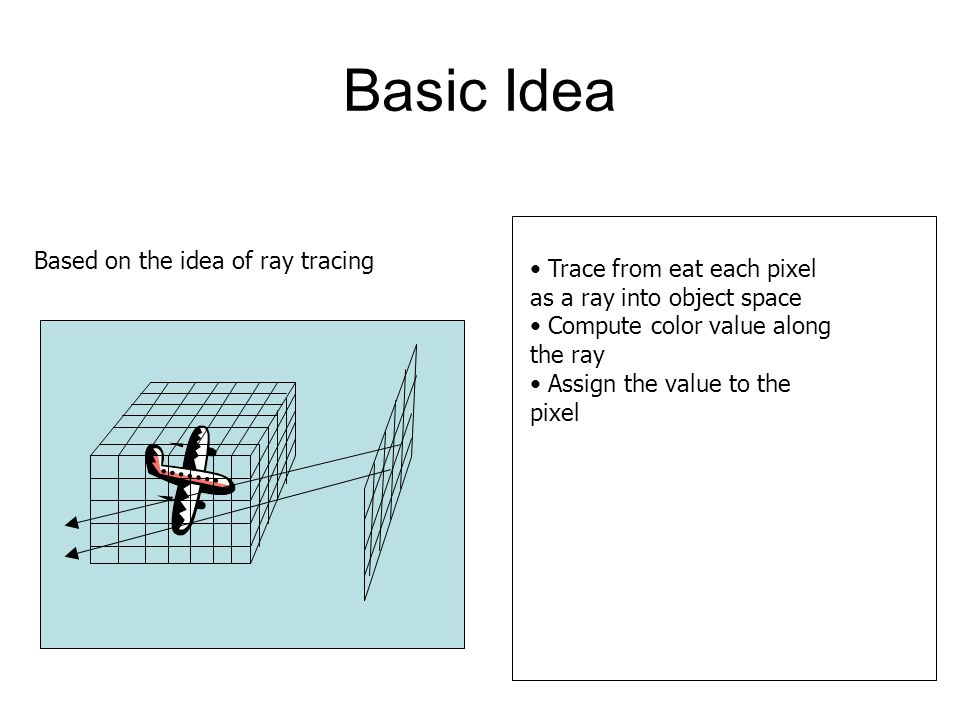 Basic Idea
Based on the idea of ray tracing
• Trace from eat each pixel
as a ray into object space
• Compute color value along
the ray
• Assign the value to the
pixel